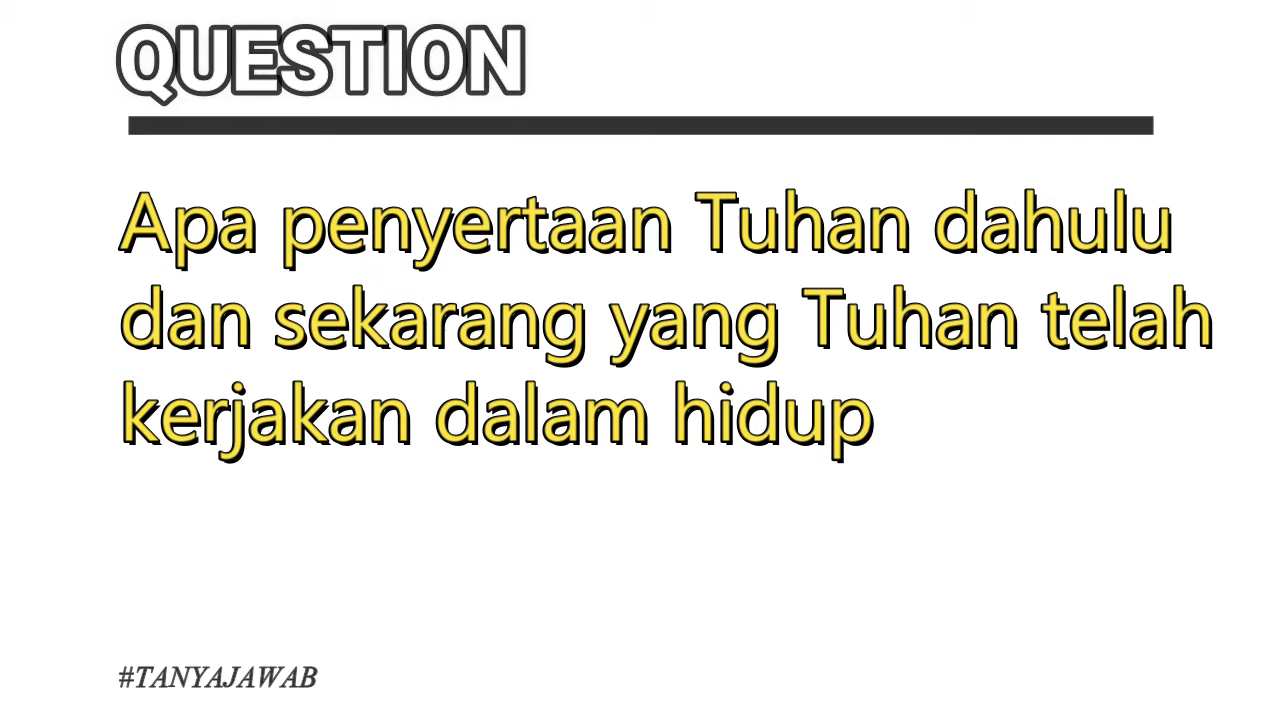 QUESTION
Apa penyertaan Tuhan dahulu
dan sekarang yang Tuhan telah
kerjakan dalam hidup
#TANYAJAWAB